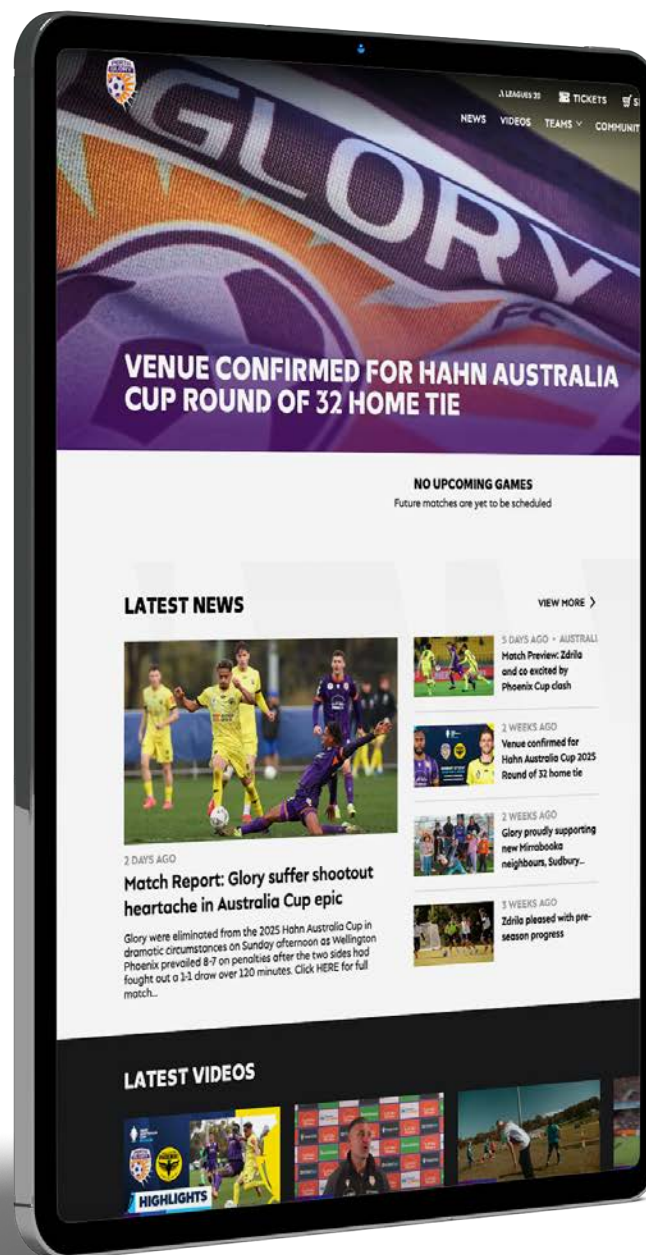 PERTH
GLORY
TICKETS
NEWS VIDEOS TEAMS
GLORY
FC
VENUE CONFIRMED FOR HAHN AUSTRALIA
CUP ROUND OF 32 HOME TIE
NO UPCOMING GAMES
Future matches are yet to be scheduled
LATEST NEWS
VIEW MORE
2 DAYS AGO
Match Report: Glory suffer shootout
heartache in Australia Cup epic
Glory were eliminated from the 2025 Hahn Australia Cup in
dramatic circumstances on Sunday afternoon as Wellington
Phoenix prevailed 8-7 on penalties after the two sides had
fought out a 1-1 draw over 120 minutes. Click HERE for full
match...
5 DAYS AGO • AUSTRALI
Match Preview: Zdrila
and co excited by
Phoenix Cup clash
2 WEEKS AGO
Venue confirmed for
Hahn Australia Cup 2025
Round of 32 home tie
2 WEEKS AGO
Glory proudly supporting
new Mirrabooka
neighbours, Sudbury...
3 WEEKS AGO
Zdrila pleased with pre-
season progress
LATEST VIDEOS
HIGHLIGHTS